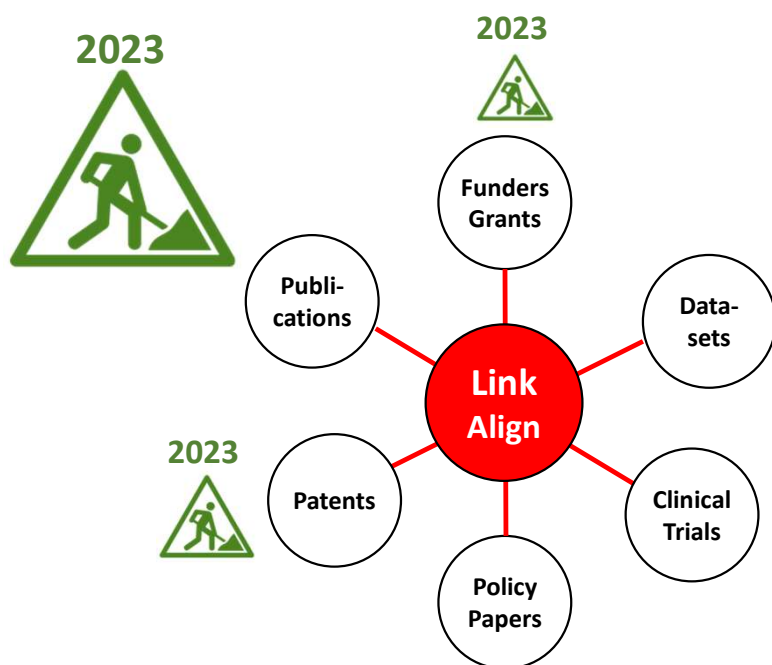 2023
2023
Funders
Grants
Publi-
cations
Data-
sets
Link
Align
2023
Patents
Clinical
Trials
Policy
Papers